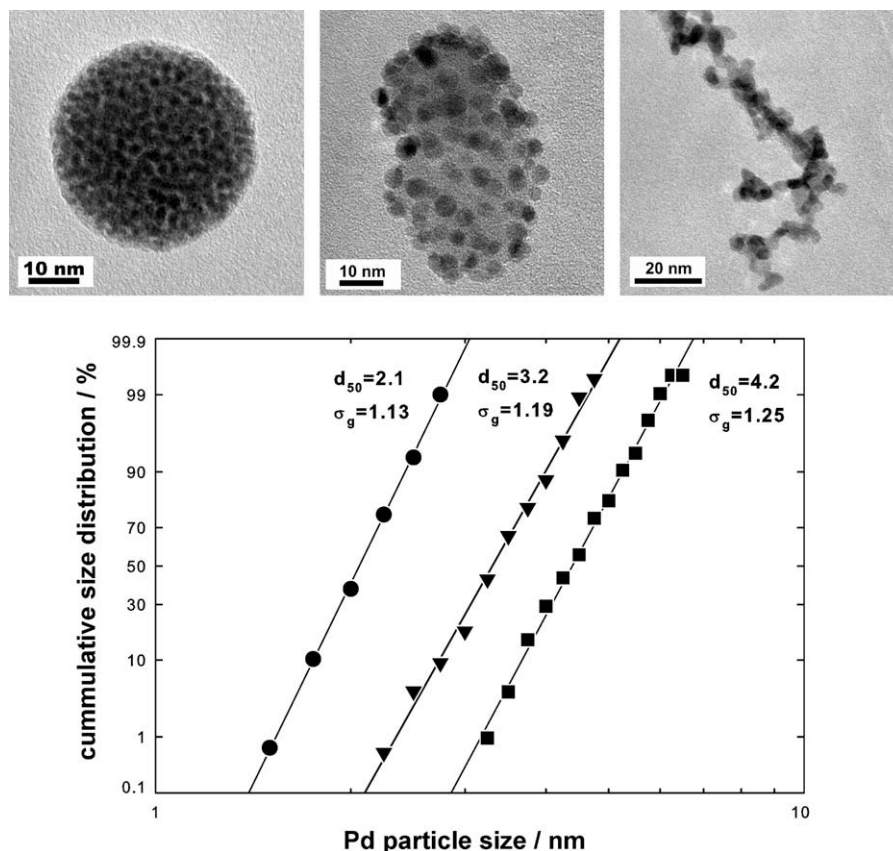 10 nm
10 nm
20 nm
cummulative size distribution / %
99.9
99
90
70
50
30
10
1
0.1
d50=2.1
σg=1.13
d50=3.2
σg=1.19
d50=4.2
σg=1.25
1
10
Pd particle size / nm